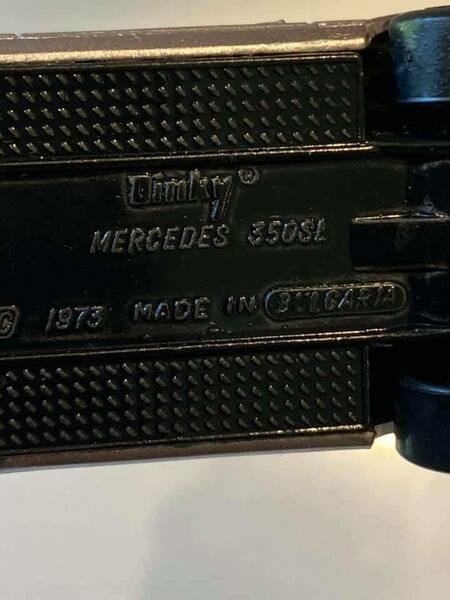 Dinky®
MERCEDES 350SL
C 1973 MADE IN BULGARIA